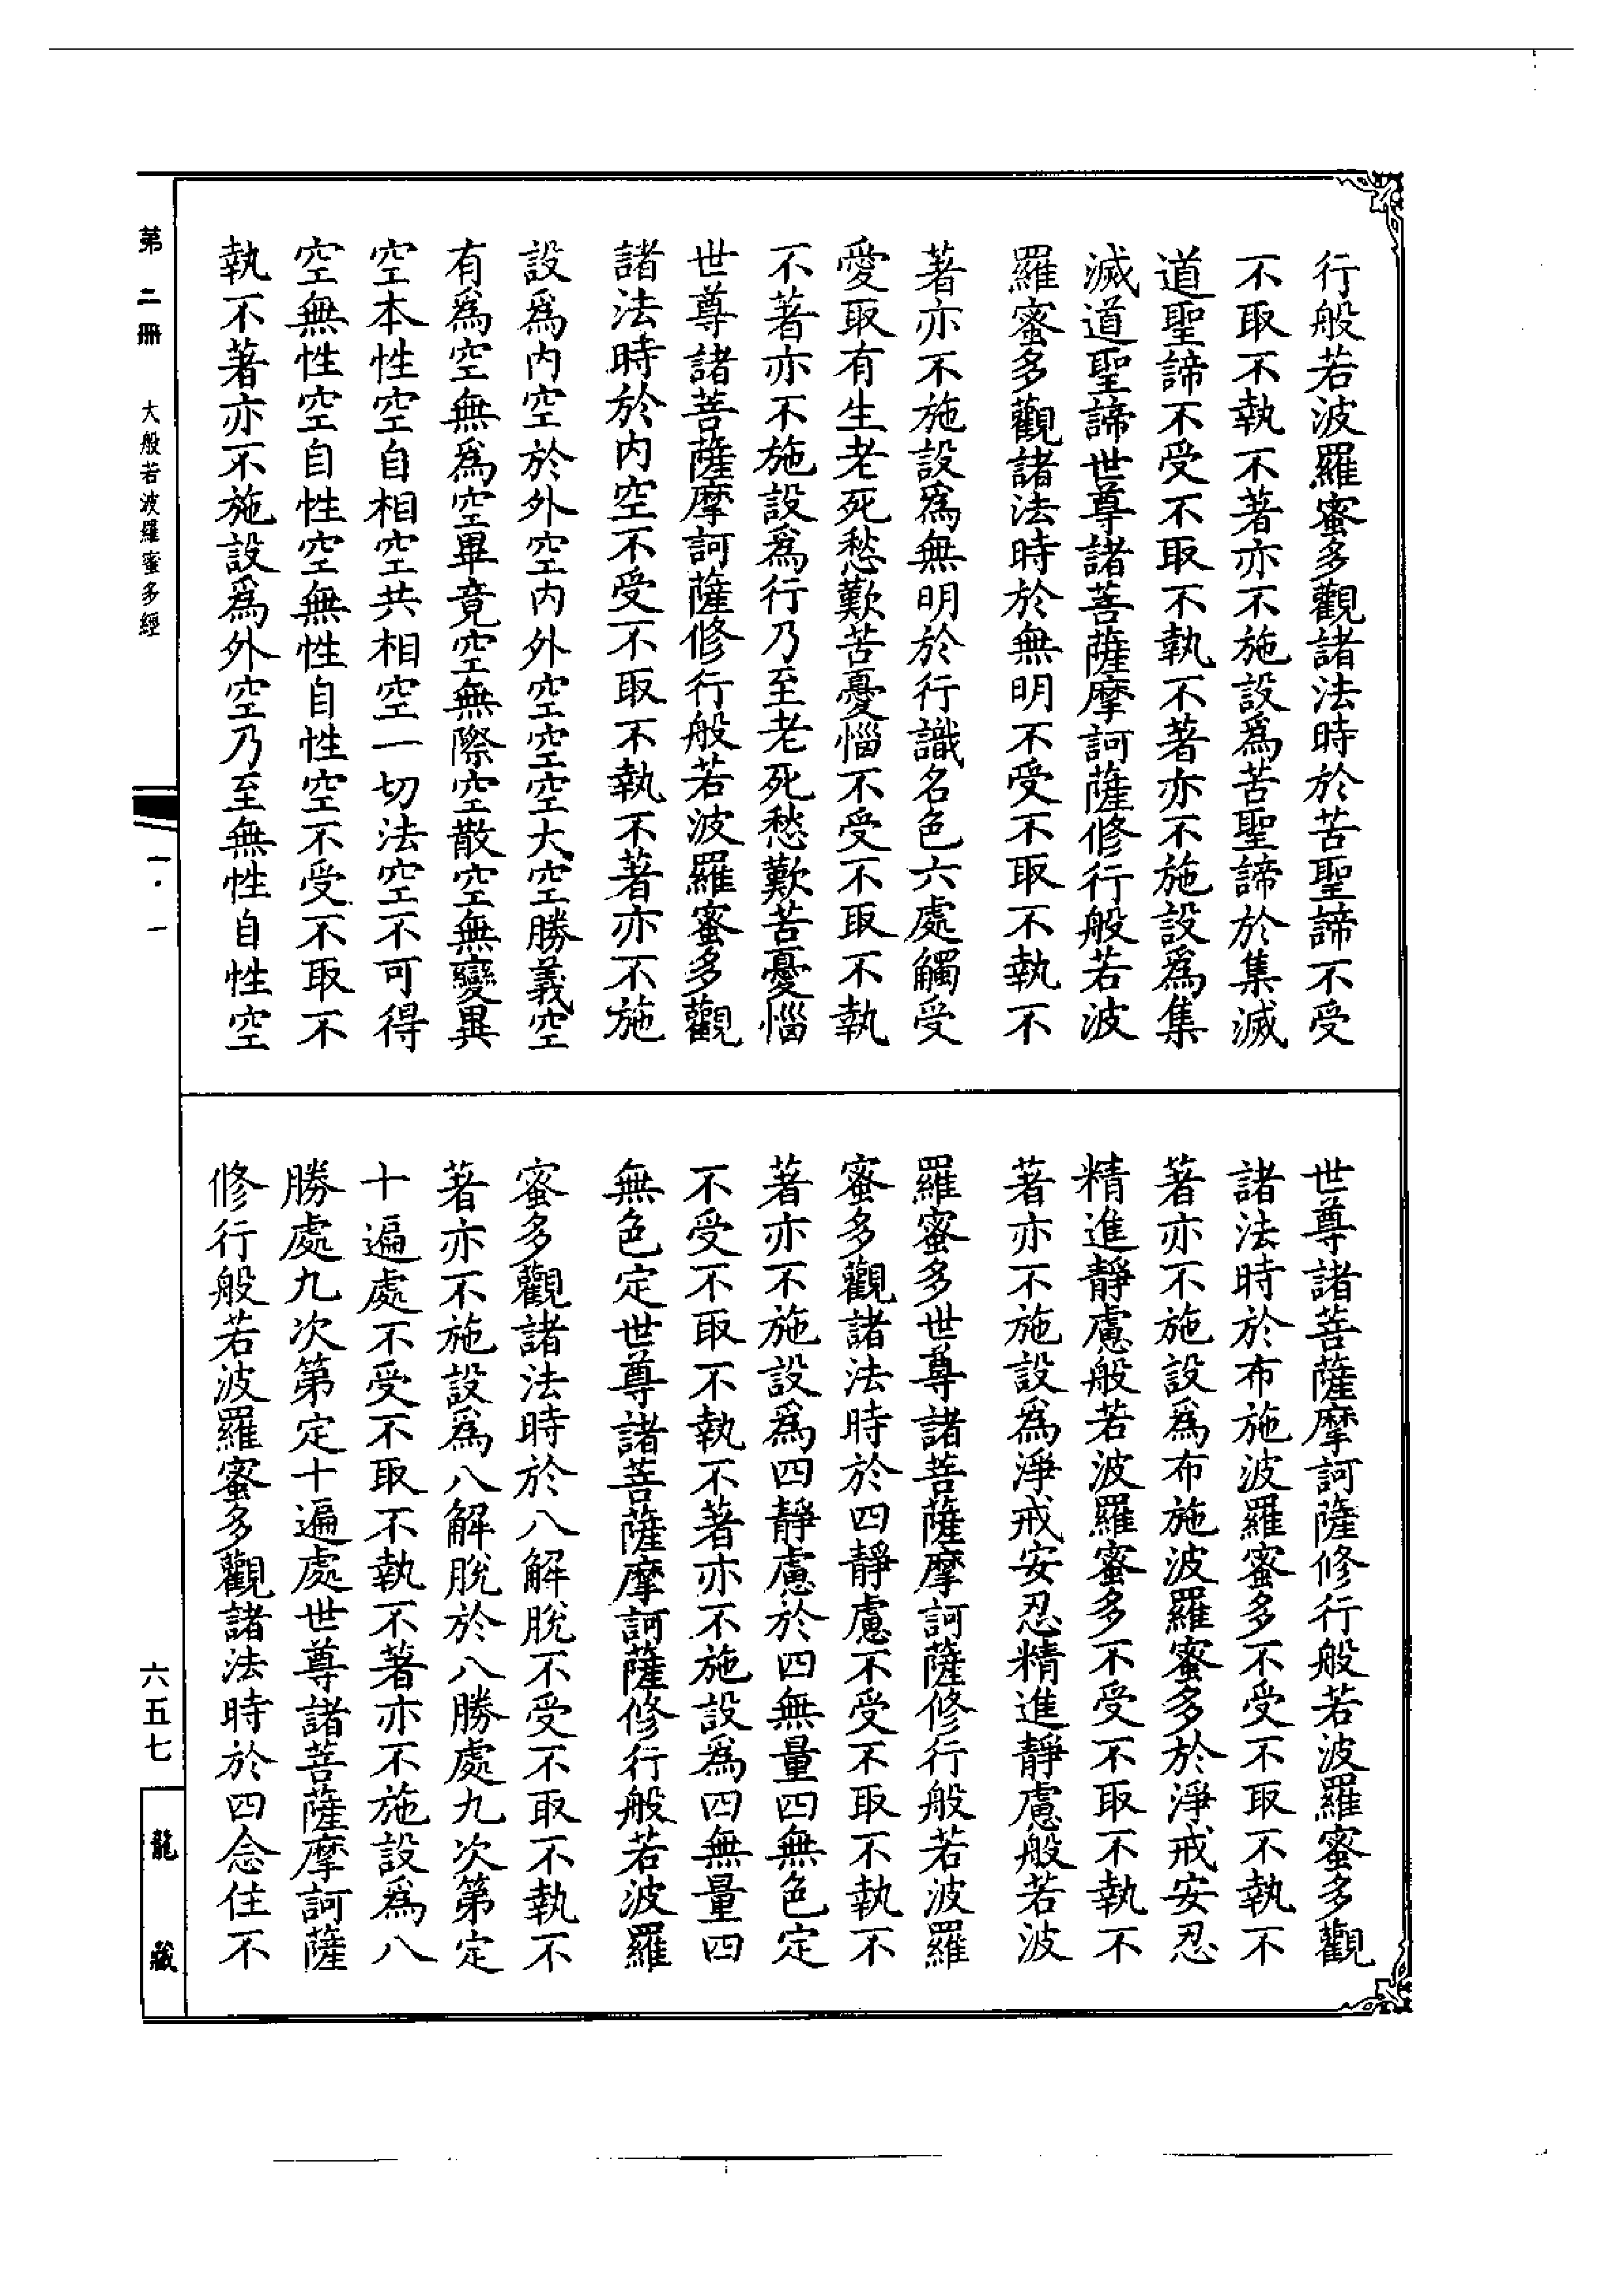 行般若波羅蜜多觀諸法時於苦聖諦不受
不取不執不著亦不施設爲苦聖諦於集滅
道聖諦不受不取不執不著亦不施設爲集
滅道聖諦世尊諸菩薩摩訶薩修行般若波
羅蜜多觀諸法時於無明不受不取不執不
著亦不施設爲無明於行識名色六處觸受
愛取有生老死愁歎苦憂惱不受不取不執
不著亦不施設爲行乃至老死愁歎苦憂惱
世尊諸菩薩摩訶薩修行般若波羅蜜多觀
諸法時於内空不受不取不執不著亦不施
設爲内空於外空内外空空空大空勝義空
有爲空無爲空畢竟空無際空散空無變異
空本性空自相空共相空一切法空不可得
空無性空自性空無性自性空不受不取不
執不著亦不施設爲外空乃至無性自性空
世尊諸菩薩摩訶薩修行般若波羅蜜多觀
諸法時於布施波羅蜜多不受不取不執不
著亦不施設爲布施波羅蜜多於淨戒安忍
精進靜慮般若波羅蜜多不受不取不執不
著亦不施設爲淨戒安忍精進靜慮般若波
羅蜜多世尊諸菩薩摩訶薩修行般若波羅
蜜多觀諸法時於四靜慮不受不取不執不
著亦不施設爲四靜慮於四無量四無色定
不受不取不執不著亦不施設爲四無量四
無色定世尊諸菩薩摩訶薩修行般若波羅
蜜多觀諸法時於八解脫不受不取不執不
著亦不施設爲八解脫於八勝處九次第定
十遍處不受不取不執不著亦不施設爲八
勝處九次第定十遍處世尊諸菩薩摩訶薩
修行般若波羅蜜多觀諸法時於四念住不
第二冊 大般若波羅蜜多經
一·一
六五七
龍藏